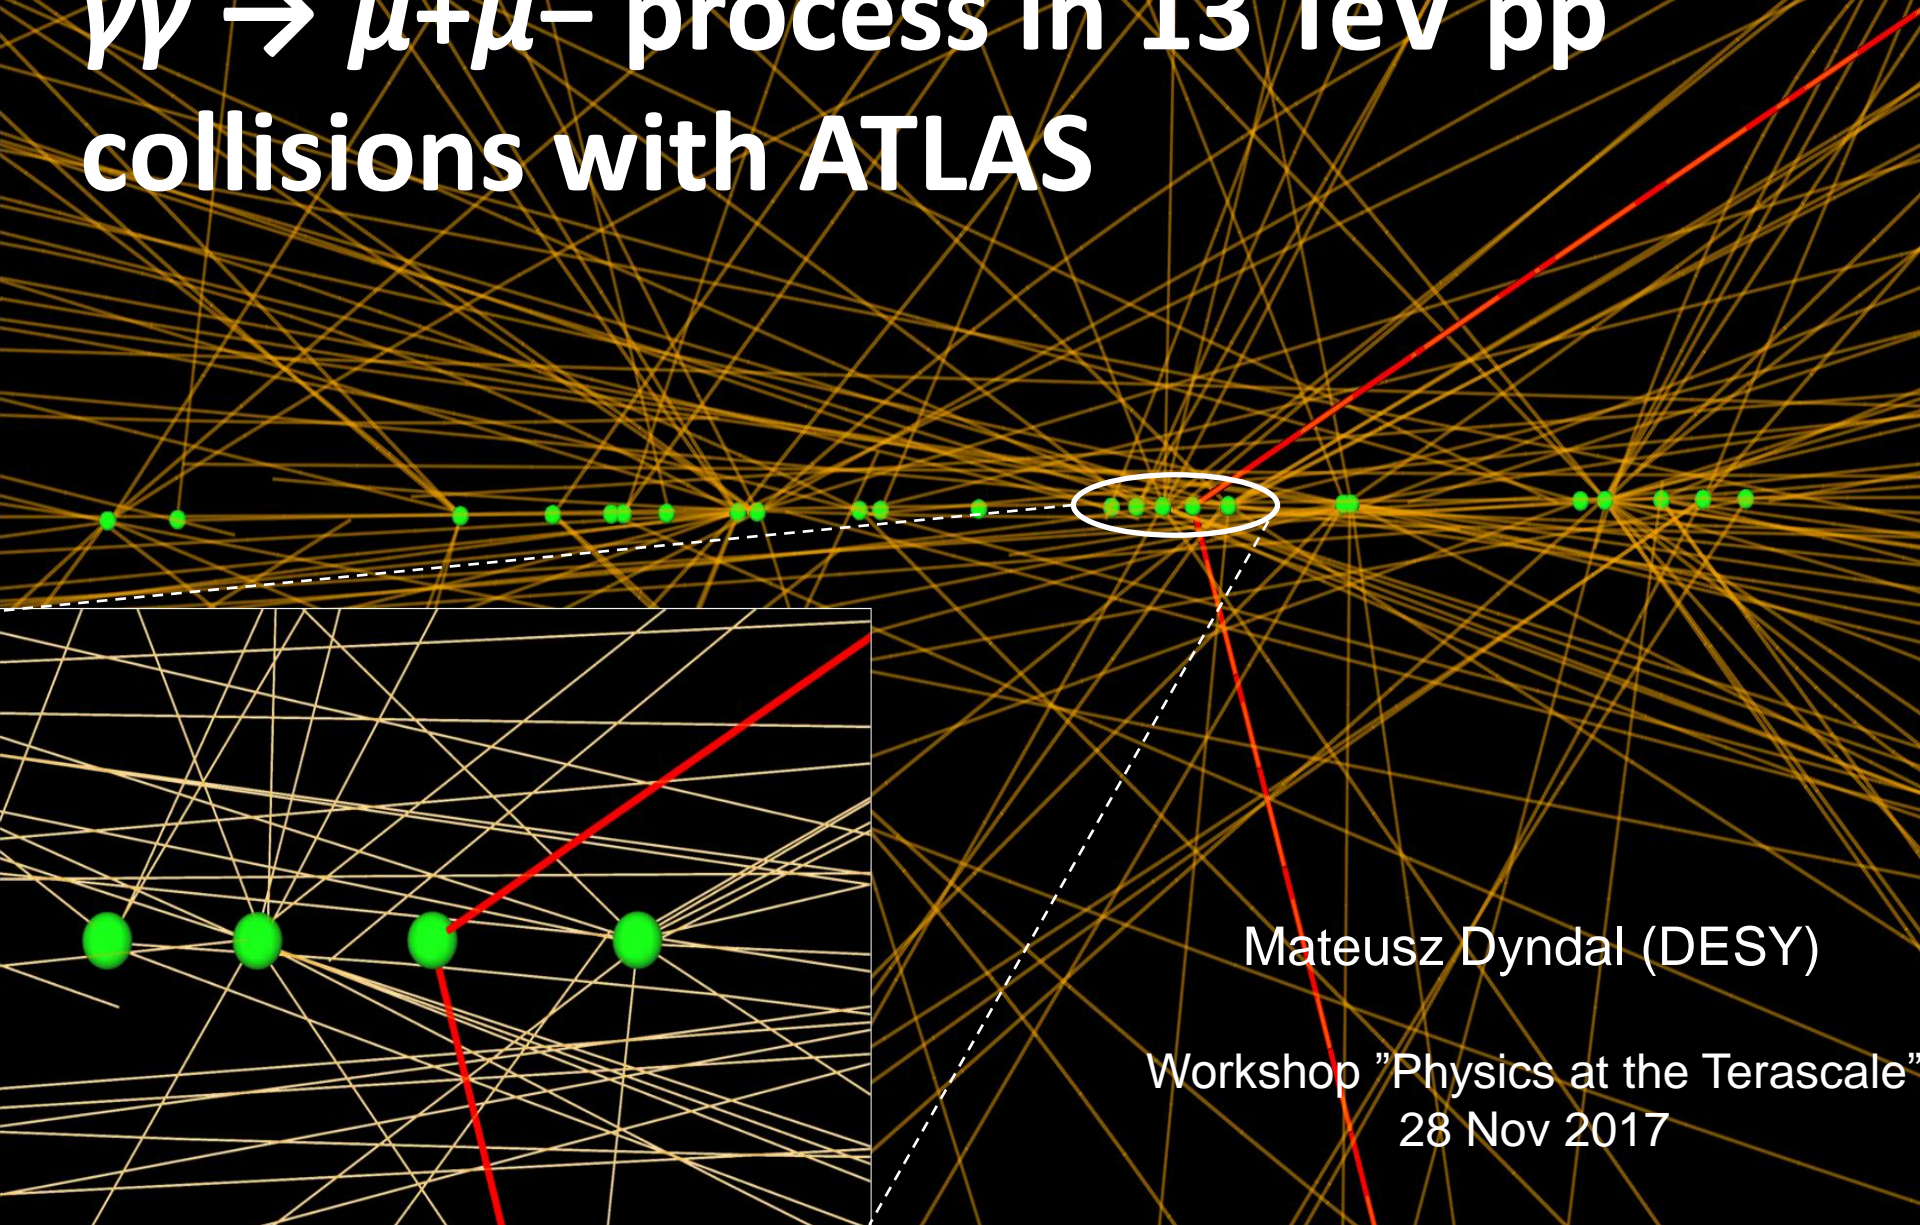 γγ → μ+μ− process in 13 TeV pp
collisions with ATLAS
Mateusz Dyndal (DESY)
Workshop ”Physics at the Terascale”
28 Nov 2017